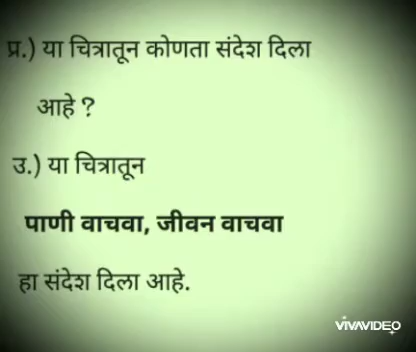 प्र.) या चित्रातून कोणता संदेश दिला
आहे ?
उ.) या चित्रातून
पाणी वाचवा, जीवन वाचवा
हा संदेश दिला आहे.
VIVAVIDEO